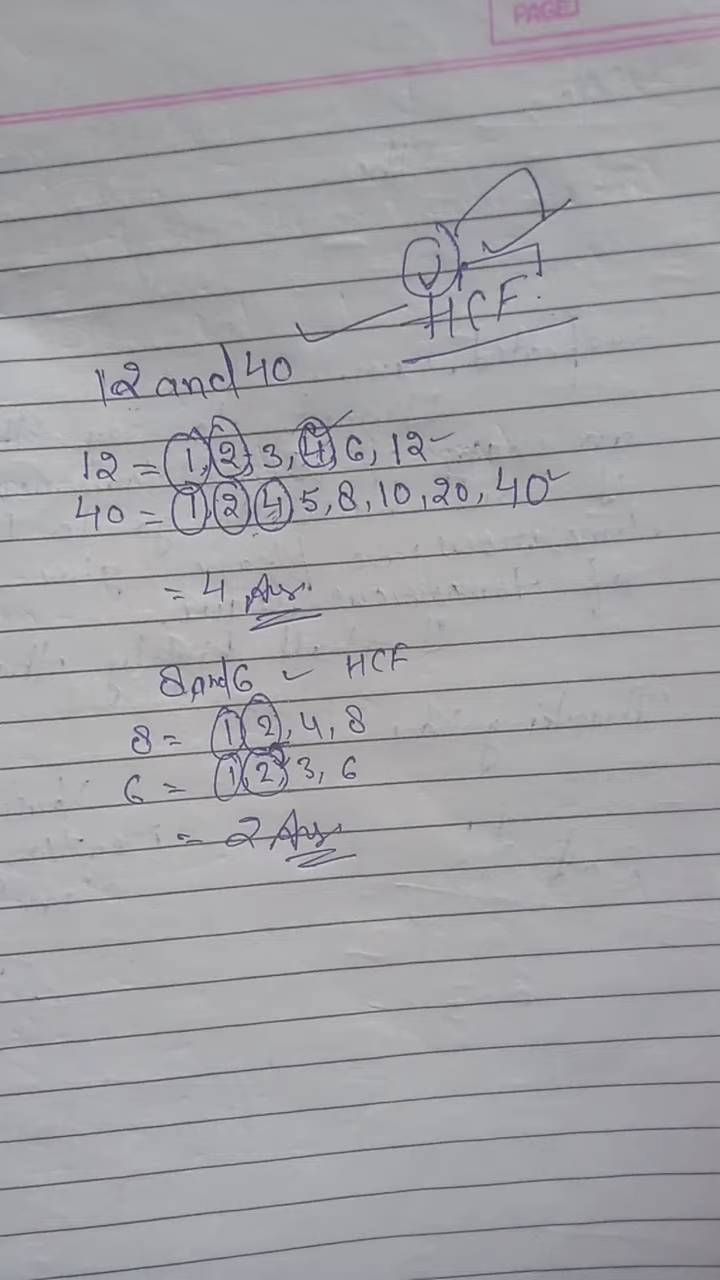 PAGE
HCF.
12 and 40
12 = 1, 2, 3, 4, 6, 12
40 = 1, 2, 4, 5, 8, 10, 20, 40
= 4 Ans.
8 and 6 HCF
8 = 1, 2, 4, 8
6 = 1, 2, 3, 6
= 2 Ans